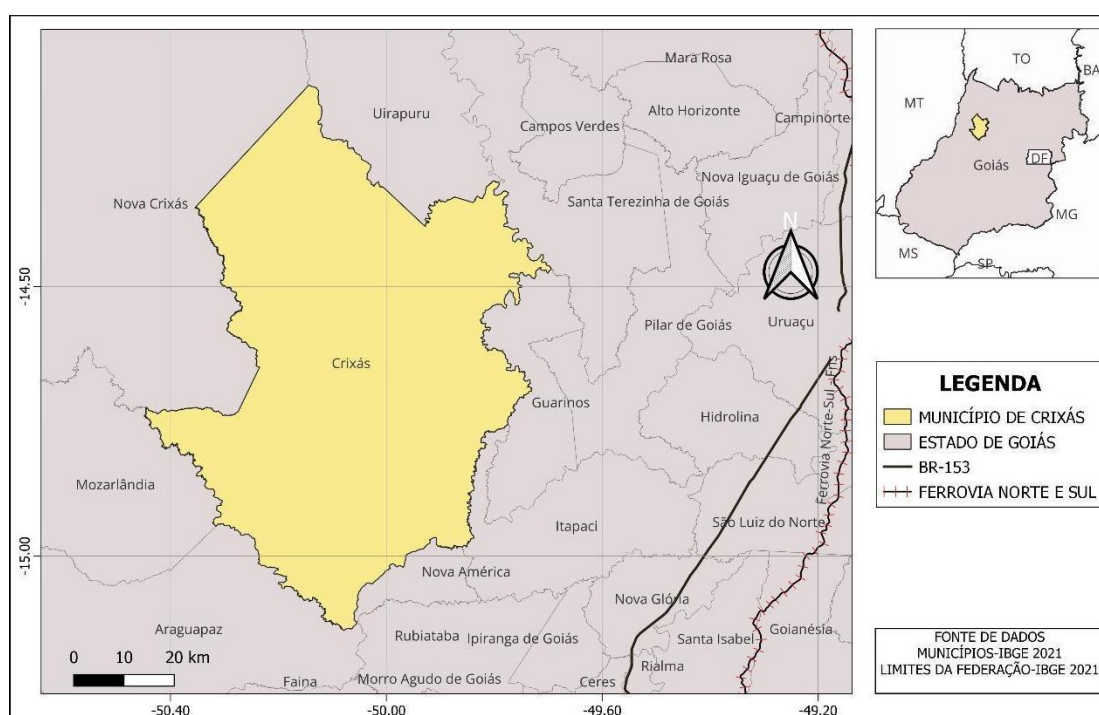 Mara Rosa
Uirapuru
Campos Verdes
Alto Horizonte
Campinorte
Nova Iguaçu de Goiás
Nova Crixás
Santa Terezinha de Goiás
N
-14.50
Pilar de Goiás
Uruaçu
Crixás
Guarinos
Hidrolina
Ferrovia Norte-Sul -Fns
Mozarlândia
Itapaci
São Luiz do Norte
-15.00
Nova América
Nova Glória
Araguapaz
Rubiataba
Ipiranga de Goiás
Santa Isabel
Goianésia
0 10 20 km
Rialma
Faina
Morro Agudo de Goiás
Ceres
-50.40
-50.00
-49.60
-49.20
TO
BA
MT
DF
Goiás
MG
MS
SP
LEGENDA
MUNICÍPIO DE CRIXÁS
ESTADO DE GOIÁS
BR-153
FERROVIA NORTE E SUL
FONTE DE DADOS
MUNICÍPIOS-IBGE 2021
LIMITES DA FEDERAÇÃO-IBGE 2021